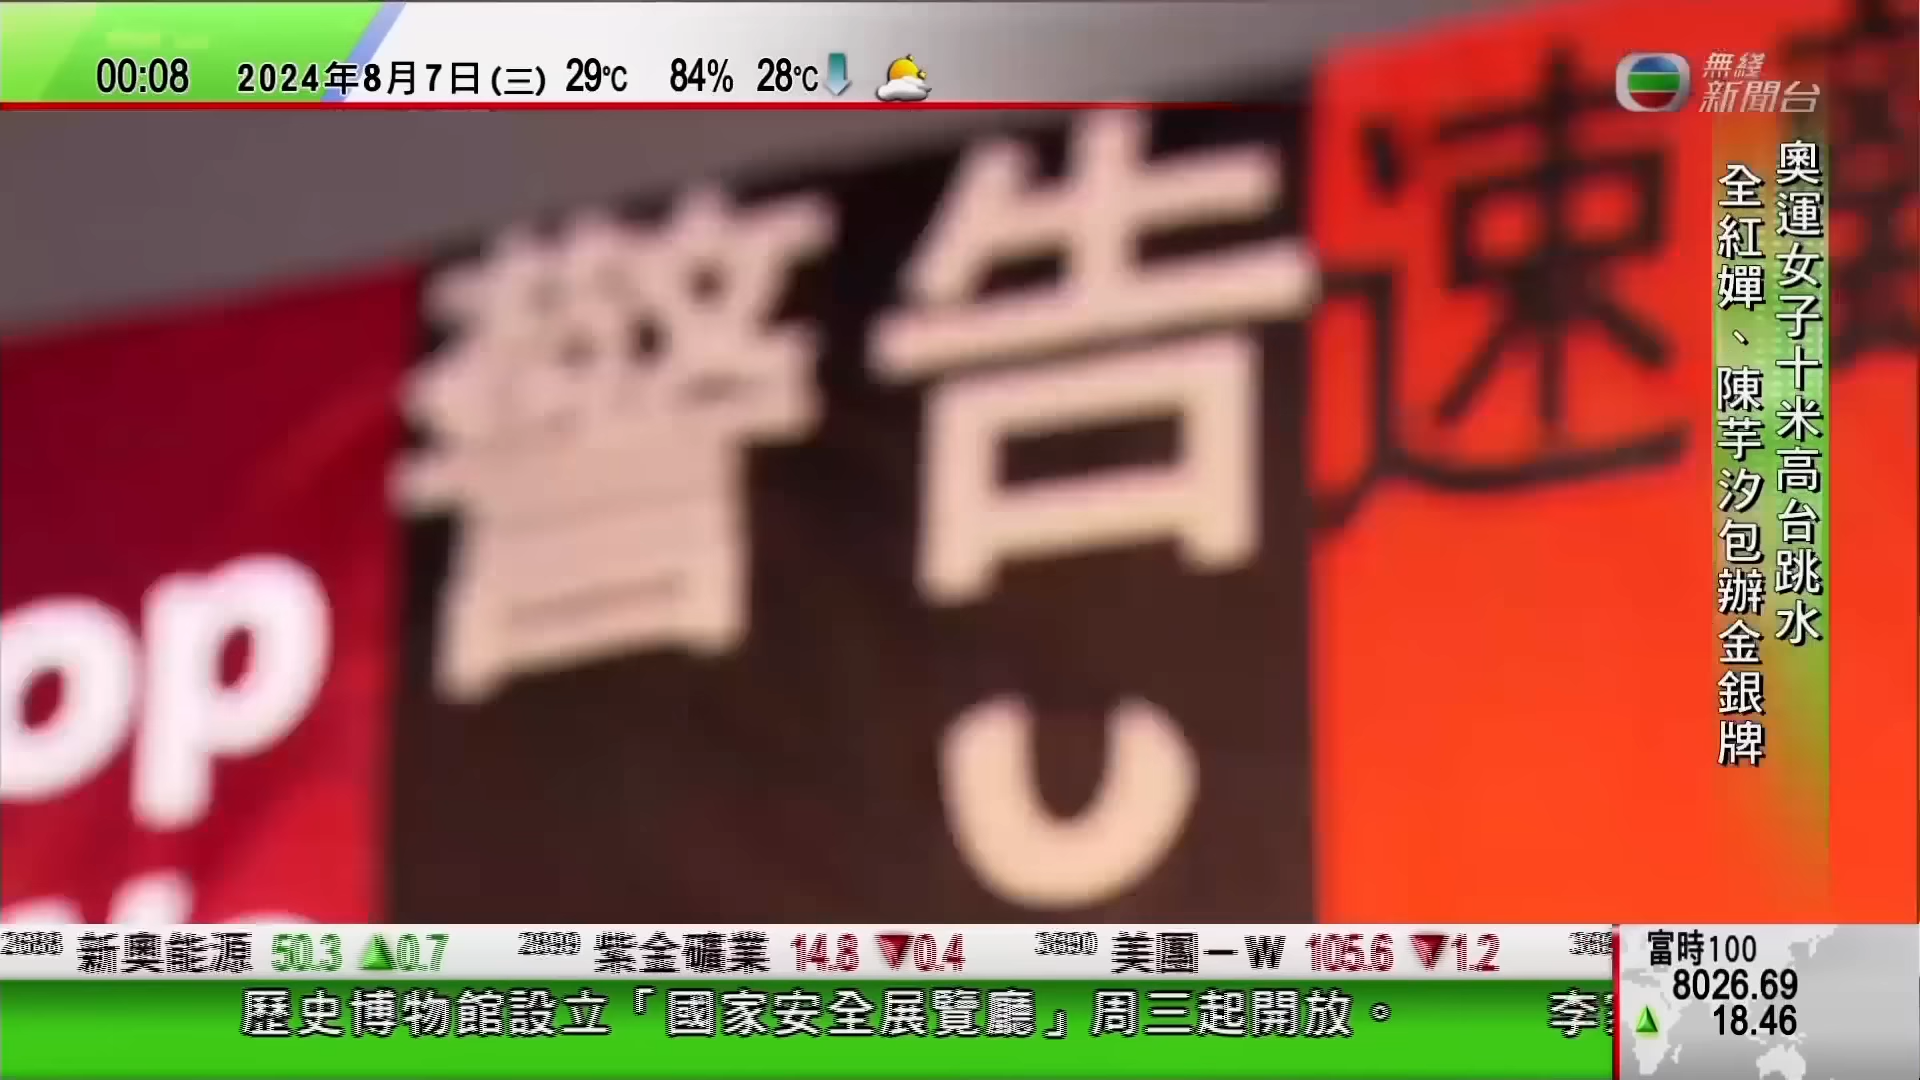 00:08 2024年8月7日(三) 29℃ 84% 28℃
無綫
新聞台
奧運女子十米高台跳水
全紅嬋、陳芋汐包辦金銀牌
警告
速
op
2688 新奧能源 50.3 ▲0.7 2899 紫金礦業 14.8 ▼0.4 3690 美團－W 105.6 ▼1.2
歷史博物館設立「國家安全展覽廳」周三起開放。 李
富時100
8026.69
▲ 18.46